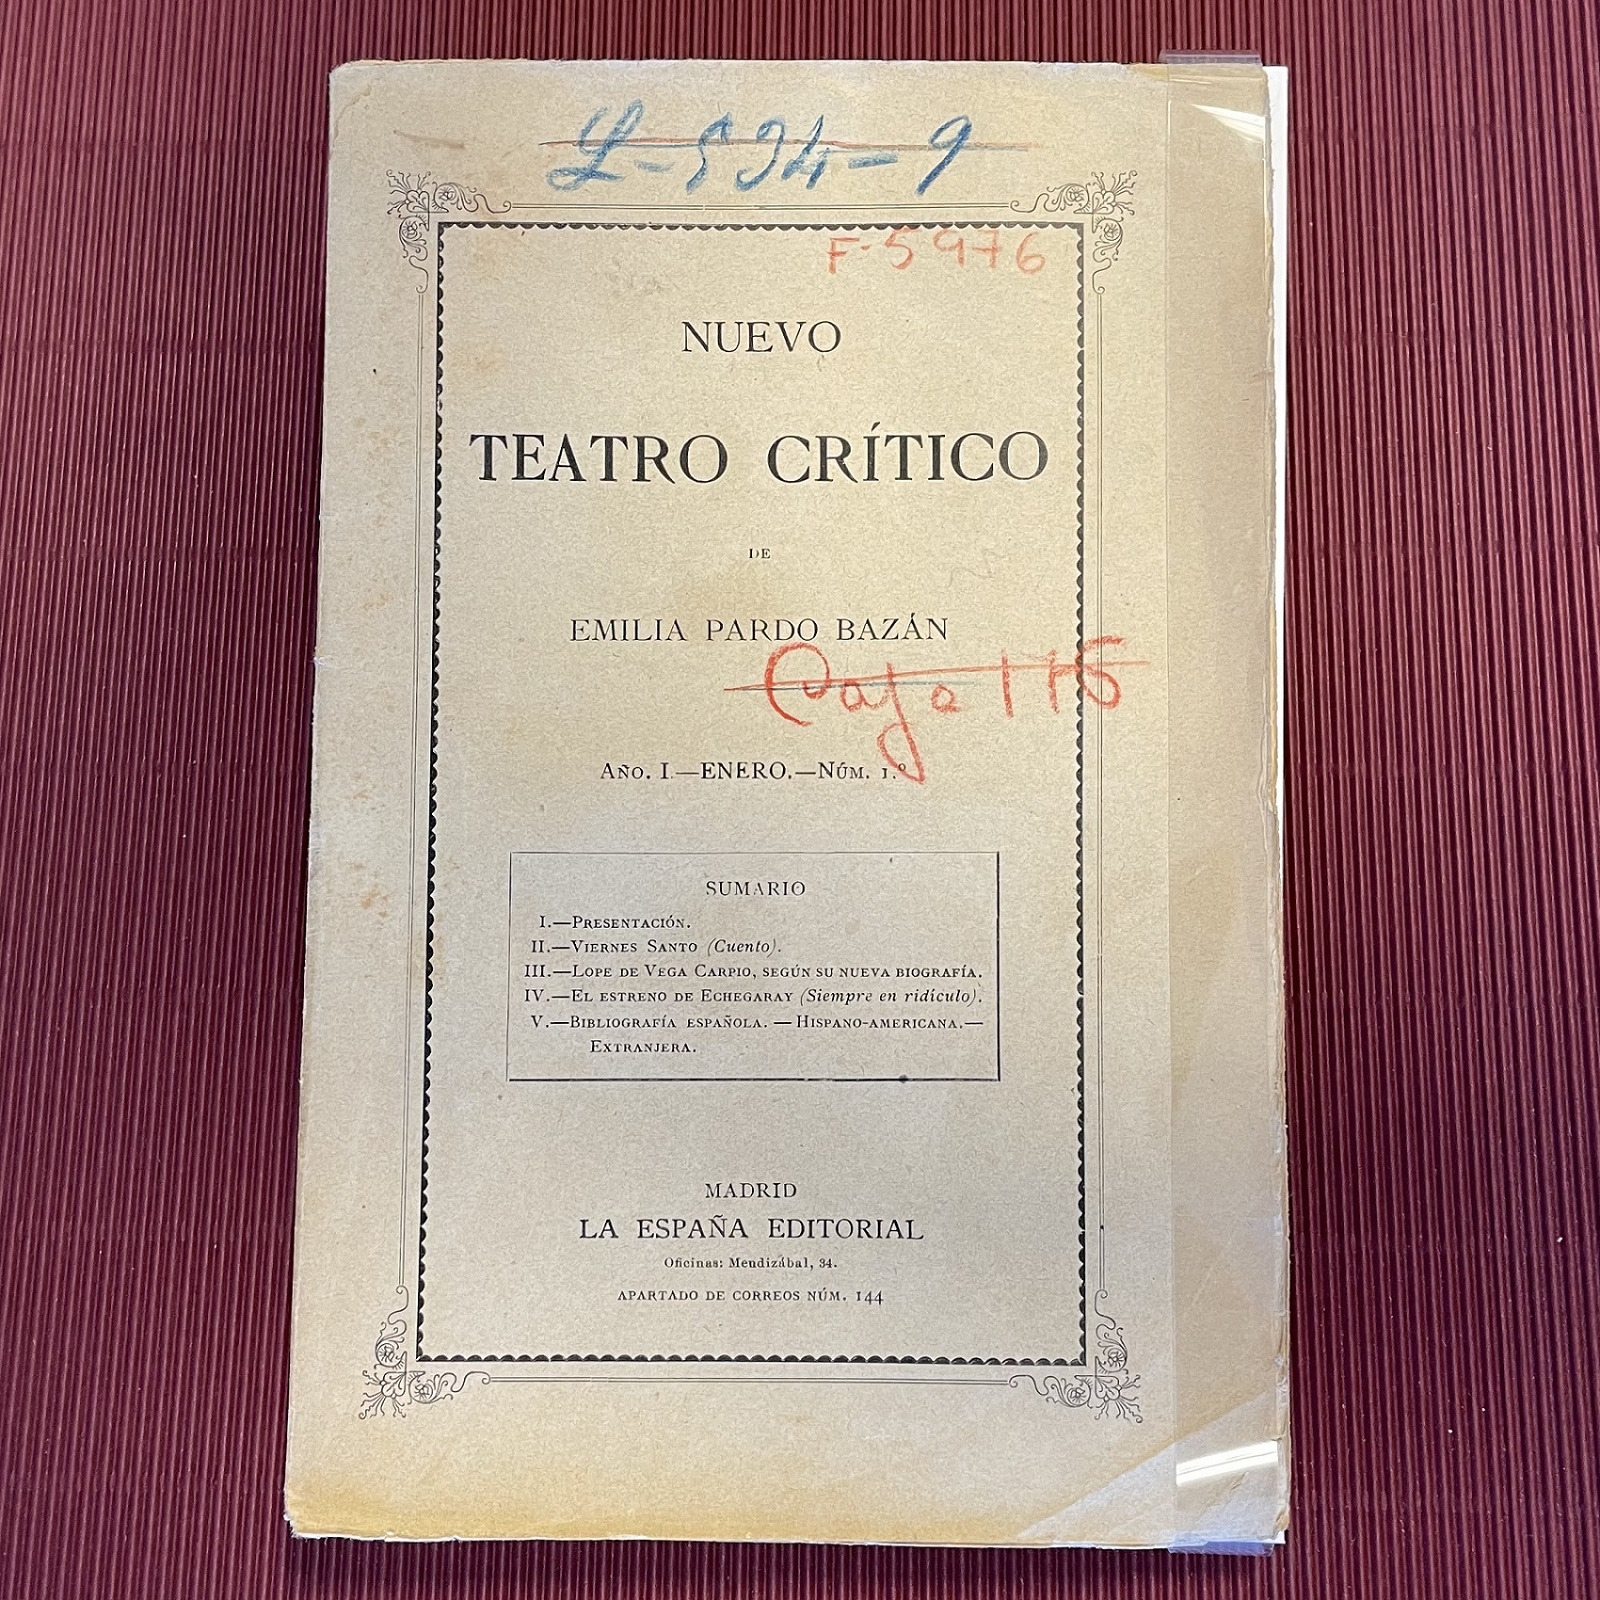 L-594-9
F-5976
NUEVO
TEATRO CRÍTICO
DE
EMILIA PARDO BAZÁN
Caja 115
AÑO. I.—ENERO.—NÚM. 1.º
SUMARIO
I.—PRESENTACIÓN.
II.—VIERNES SANTO (Cuento).
III.—LOPE DE VEGA CARPIO, SEGÚN SU NUEVA BIOGRAFÍA.
IV.—EL ESTRENO DE ECHEGARAY (Siempre en ridículo).
V.—BIBLIOGRAFÍA ESPAÑOLA.—HISPANO-AMERICANA.—
EXTRANJERA.
MADRID
LA ESPAÑA EDITORIAL
Oficinas: Mendizábal, 34.
APARTADO DE CORREOS NÚM. 144